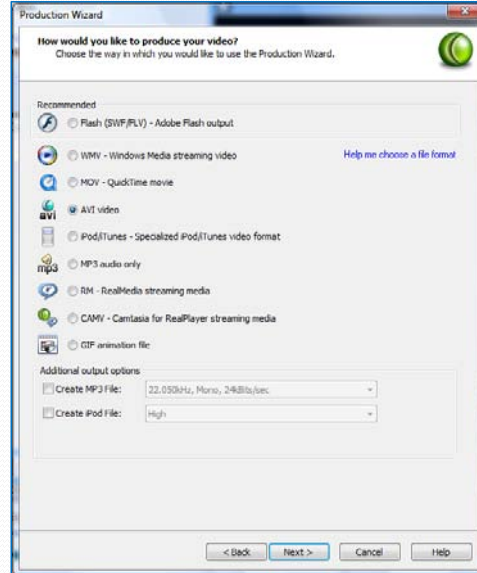 Production Wizard
How would you like to produce your video?
Choose the way in which you would like to use the Production Wizard.
Recommended
Flash (SWF/FLV) - Adobe Flash output
WMV - Windows Media streaming video
Help me choose a file format
MOV - QuickTime movie
avi
AVI video
iPod/iTunes - Specialized iPod/iTunes video format
mp3
MP3 audio only
RM - RealMedia streaming media
CAMV - Camtasia for RealPlayer streaming media
GIF animation file
Additional output options
Create MP3 File:
22.050kHz, Mono, 24kBits/sec
Create iPod File:
High
< Back
Next >
Cancel
Help